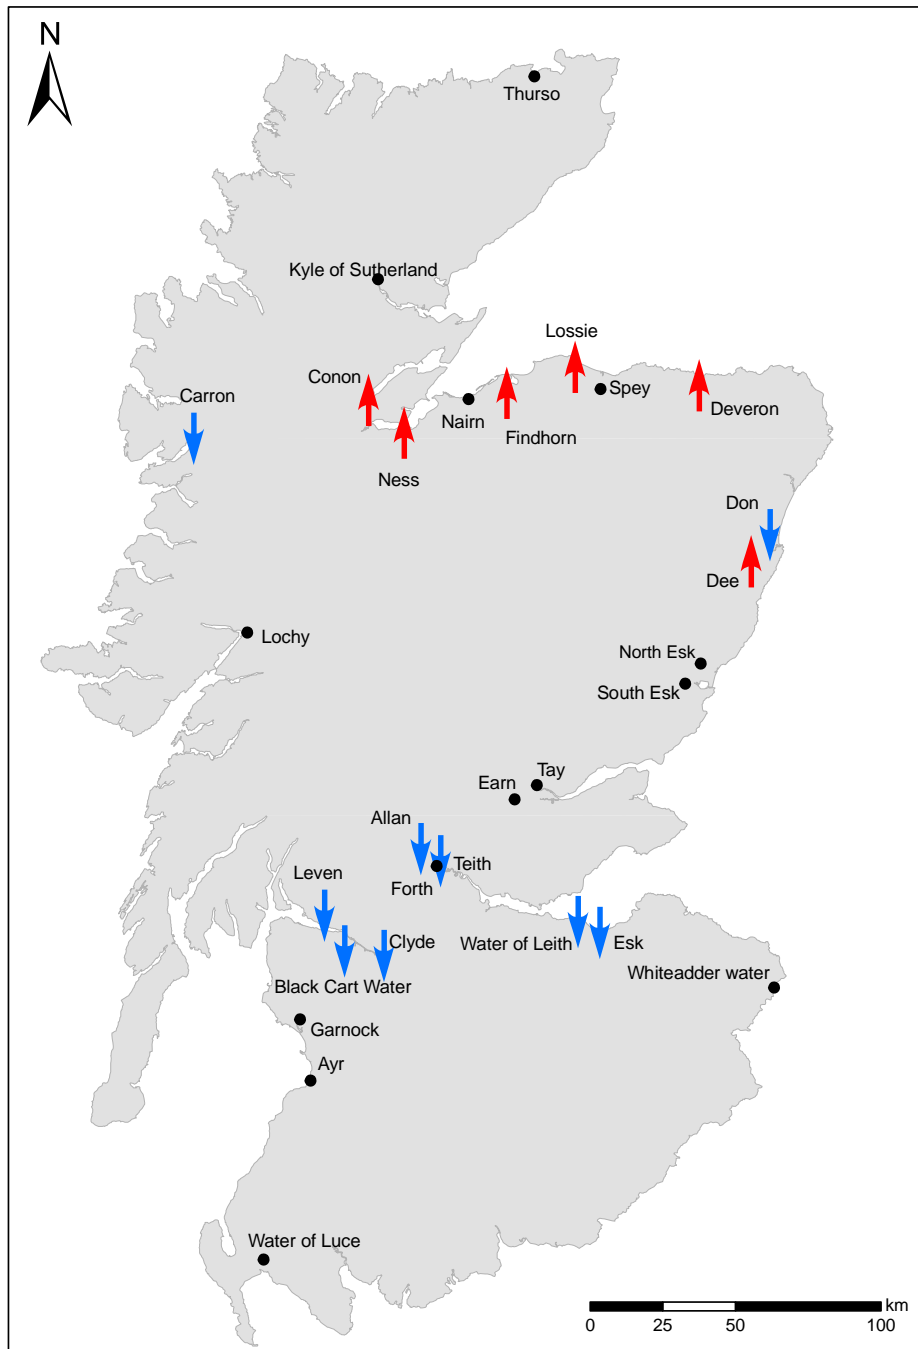 N
Thurso
Kyle of Sutherland
Lossie
Conon
Carron
Spey
Nairn
Deveron
Findhorn
Ness
Don
Dee
Lochy
North Esk
South Esk
Tay
Earn
Allan
Teith
Leven
Forth
Clyde
Water of Leith
Esk
Whiteadder water
Black Cart Water
Garnock
Ayr
Water of Luce
km
0 25 50 100